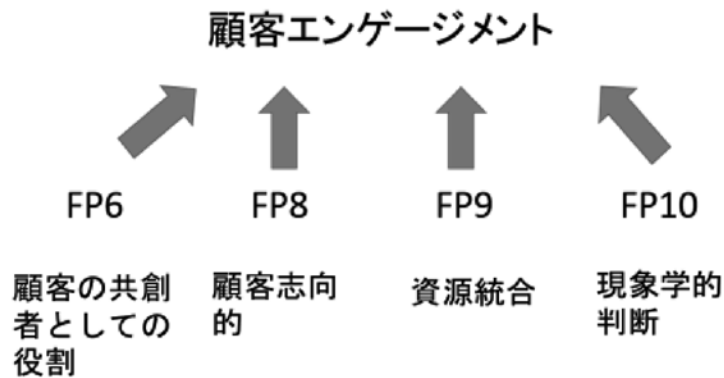 顧客エンゲージメント
FP6
FP8
FP9
FP10
顧客の共創
者としての
役割
顧客志向
的
資源統合
現象学的
判断